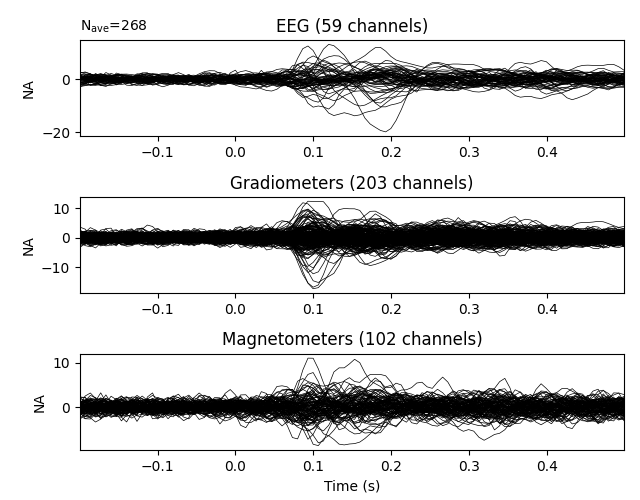 N_ave=268
EEG (59 channels)
NA
0
−20
−0.1 0.0 0.1 0.2 0.3 0.4
Gradiometers (203 channels)
NA
10
0
−10
−0.1 0.0 0.1 0.2 0.3 0.4
Magnetometers (102 channels)
NA
10
0
−0.1 0.0 0.1 0.2 0.3 0.4
Time (s)